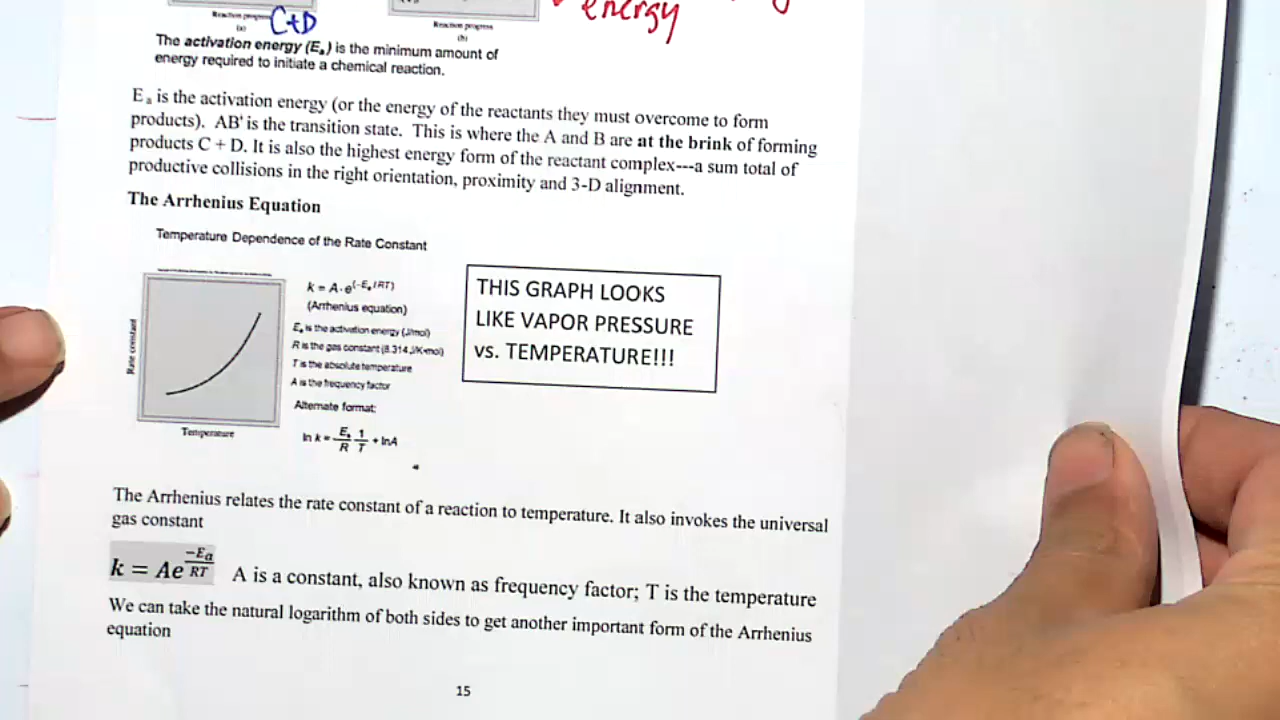 Reaction progress
(a)
C+D
Reaction progress
(b)
energy
The activation energy (Ea) is the minimum amount of
energy required to initiate a chemical reaction.
E a is the activation energy (or the energy of the reactants they must overcome to form
products). AB' is the transition state. This is where the A and B are at the brink of forming
products C + D. It is also the highest energy form of the reactant complex---a sum total of
productive collisions in the right orientation, proximity and 3-D alignment.
The Arrhenius Equation
Temperature Dependence of the Rate Constant
Rate constant
Temperature
k = A·e(-Ea/RT)
(Arrhenius equation)
Ea is the activation energy (J/mol)
R is the gas constant (8.314 J/K•mol)
T is the absolute temperature
A is the frequency factor
Alternate format:
ln k = Ea/R 1/T + lnA
THIS GRAPH LOOKS
LIKE VAPOR PRESSURE
vs. TEMPERATURE!!!
The Arrhenius relates the rate constant of a reaction to temperature. It also invokes the universal
gas constant
k = Ae -Ea/RT A is a constant, also known as frequency factor; T is the temperature
We can take the natural logarithm of both sides to get another important form of the Arrhenius
equation
15